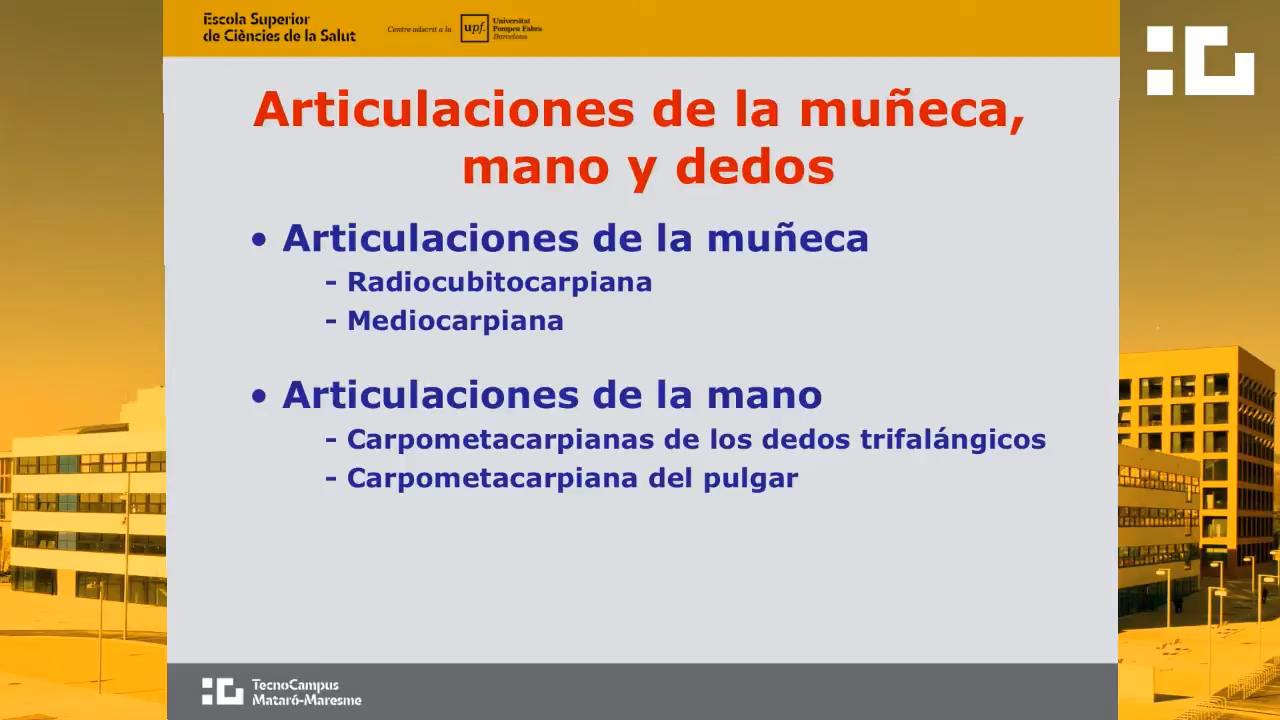 Escola Superior
de Ciències de la Salut
Centre adscrit a la
upf.
Universitat
Pompeu Fabra
Barcelona
Articulaciones de la muñeca,
mano y dedos
• Articulaciones de la muñeca
- Radiocubitocarpiana
- Mediocarpiana
• Articulaciones de la mano
- Carpometacarpianas de los dedos trifalángicos
- Carpometacarpiana del pulgar
TecnoCampus
Mataró-Maresme